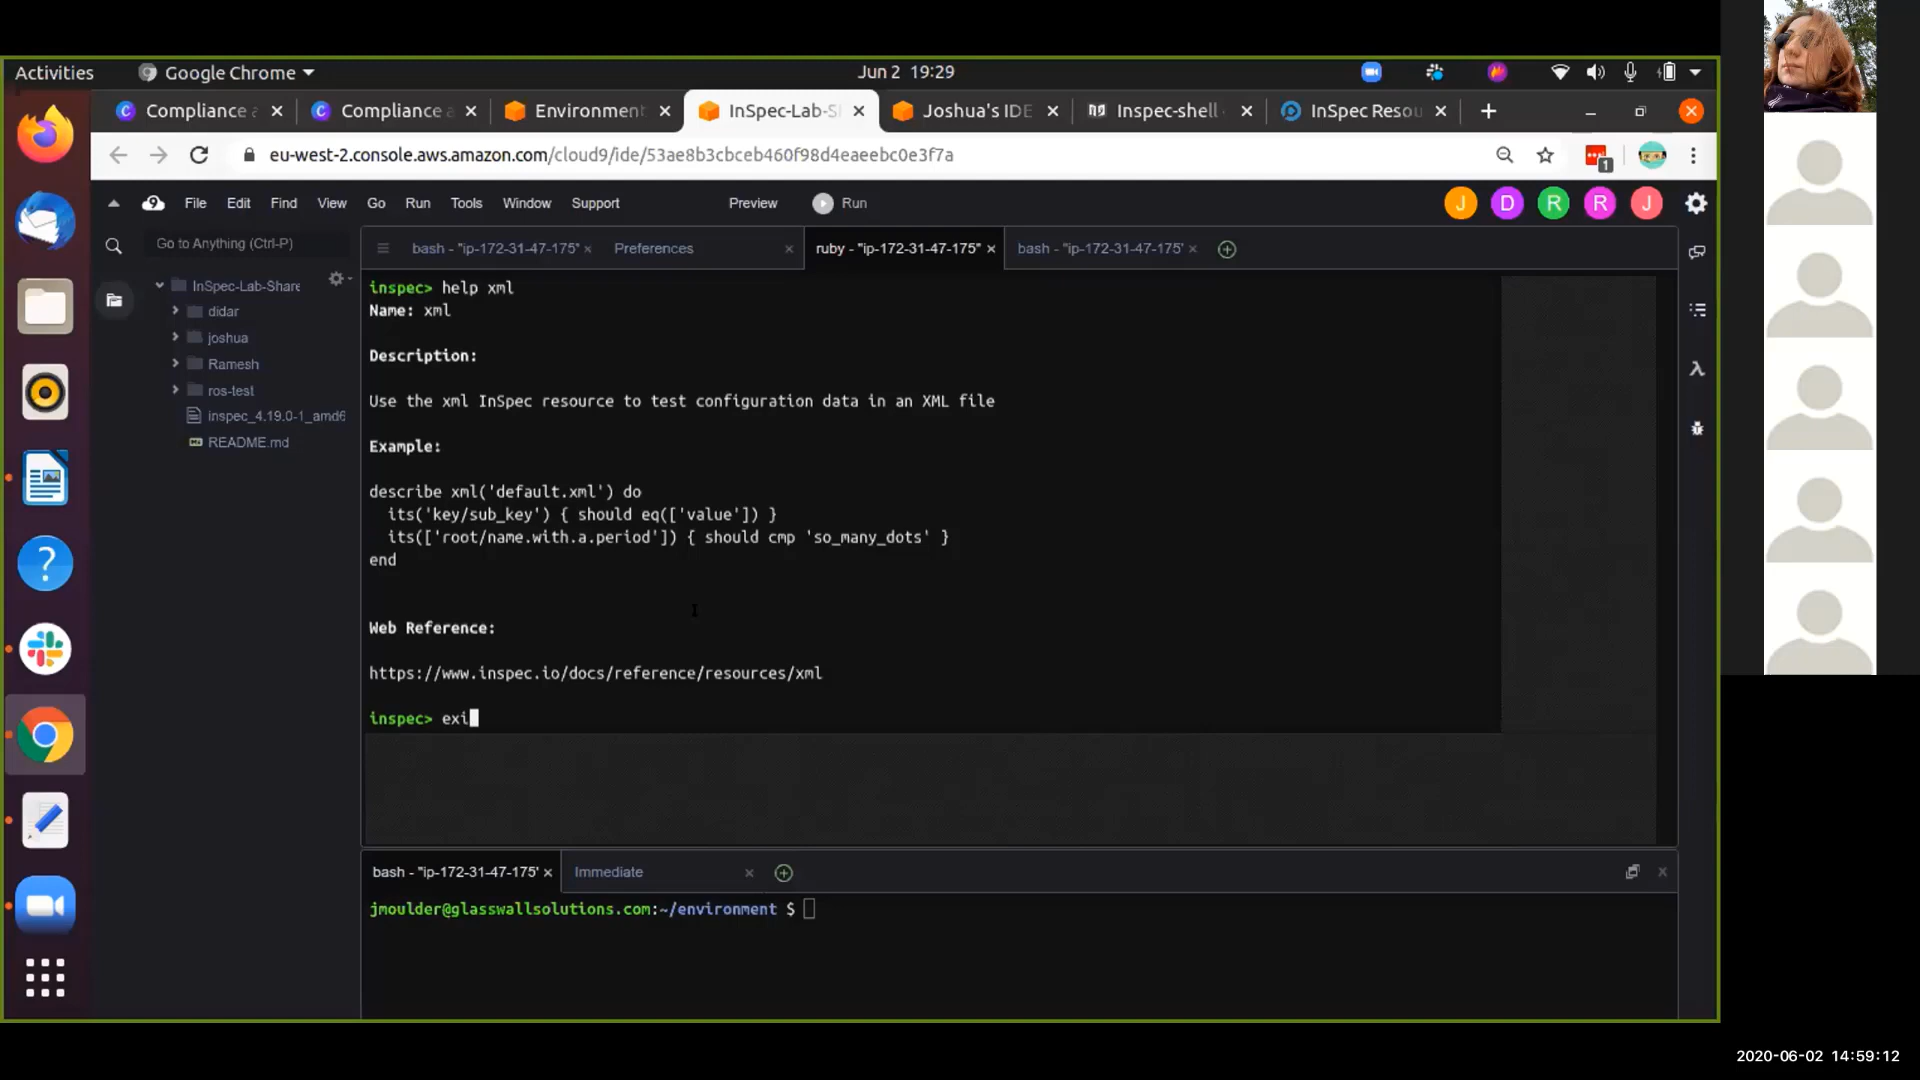 Activities
Google Chrome
Jun 2 19:29
Compliance a
Compliance a
Environment
InSpec-Lab-S
Joshua's IDE
Inspec-shell
InSpec Resou
eu-west-2.console.aws.amazon.com/cloud9/ide/53ae8b3cbceb460f98d4eaeebc0e3f7a
1
9
File Edit Find View Go Run Tools Window Support
Preview
Run
J D R R J
Go to Anything (Ctrl-P)
bash - "ip-172-31-47-175"
Preferences
ruby - "ip-172-31-47-175"
bash - "ip-172-31-47-175'
InSpec-Lab-Share
didar
joshua
Ramesh
ros-test
inspec_4.19.0-1_amd6
README.md
inspec> help xml
Name: xml
Description:
Use the xml InSpec resource to test configuration data in an XML file
Example:
describe xml('default.xml') do
its('key/sub_key') { should eq(['value']) }
its(['root/name.with.a.period']) { should cmp 'so_many_dots' }
end
Web Reference:
https://www.inspec.io/docs/reference/resources/xml
inspec> exi
bash - "ip-172-31-47-175'
Immediate
jmoulder@glasswallsolutions.com:~/environment $
2020-06-02 14:59:12